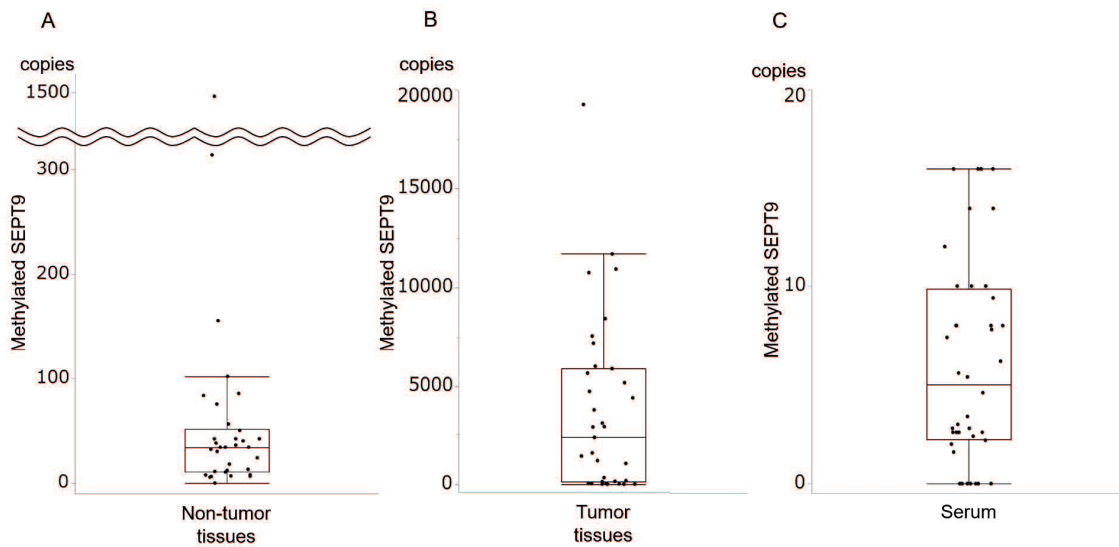 A
copies
1500
300
200
100
0
Methylated SEPT9
Non-tumor
tissues
B
copies
20000
15000
10000
5000
0
Methylated SEPT9
Tumor
tissues
C
copies
20
10
0
Methylated SEPT9
Serum